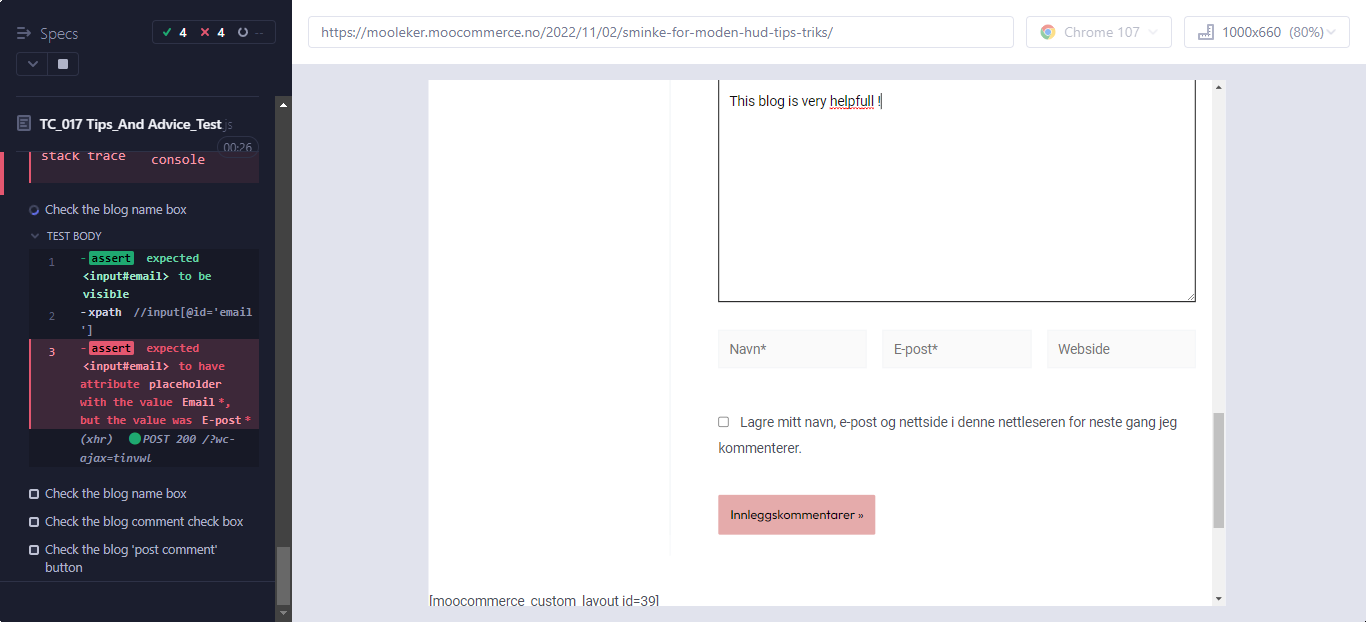 Specs
4 4 --
TC_017 Tips_And Advice_Test.js
00:26
stack trace console
Check the blog name box
TEST BODY
1 -assert expected
<input#email> to be
visible
2 -xpath //input[@id='email
']
3 -assert expected
<input#email> to have
attribute placeholder
with the value Email*,
but the value was E-post*
(xhr) POST 200 /?wc-
ajax=tinvwl
Check the blog name box
Check the blog comment check box
Check the blog 'post comment'
button
https://mooleker.moocommerce.no/2022/11/02/sminke-for-moden-hud-tips-triks/
Chrome 107
1000x660 (80%)
This blog is very helpfull !
Navn*
E-post*
Webside
Lagre mitt navn, e-post og nettside i denne nettleseren for neste gang jeg
kommenterer.
Innleggskommentarer »
[moocommerce_custom_layout id=39]